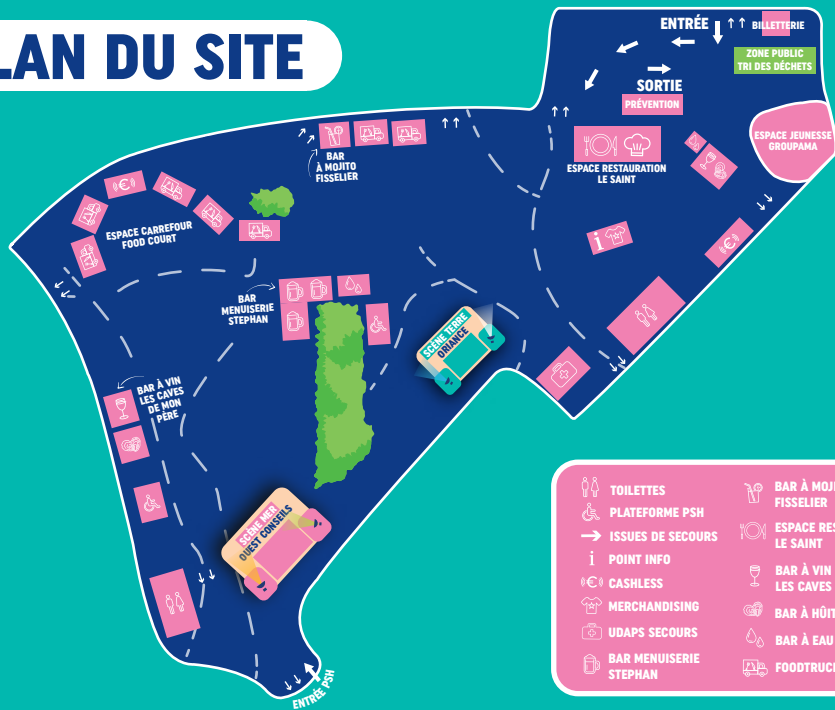 LAN DU SITE
ENTRÉE
BILLETTERIE
ZONE PUBLIC
TRI DES DÉCHETS
SORTIE
PRÉVENTION
ESPACE JEUNESSE
GROUPAMA
ESPACE RESTAURATION
LE SAINT
BAR
À MOJITO
FISSELIER
ESPACE CARREFOUR
FOOD COURT
BAR
MENUISERIE
STEPHAN
SCÈNE TERRE
ORIANCE
BAR À VIN
LES CAVES
DE MON
PÈRE
SCÈNE MER
OUEST CONSEILS
ENTRÉE PSH
TOILETTES
PLATEFORME PSH
ISSUES DE SECOURS
i POINT INFO
CASHLESS
MERCHANDISING
UDAPS SECOURS
BAR MENUISERIE
STEPHAN
BAR À MOJI
FISSELIER
ESPACE RES
LE SAINT
BAR À VIN
LES CAVES
BAR À HÛIT
BAR À EAU
FOODTRUC